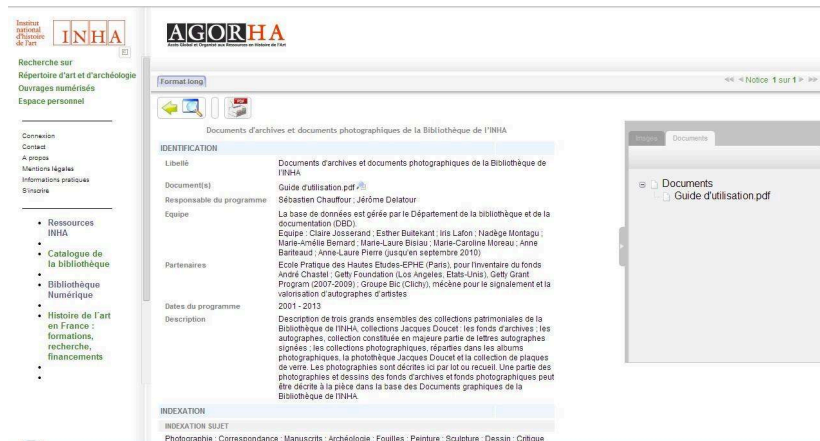 Institut
national
d'histoire
de l'art
INHA
AGORHA
Accès Global et Organisé aux Ressources en Histoire de l'Art
Recherche sur
Répertoire d'art et d'archéologie
Ouvrages numérisés
Espace personnel
Connexion
Contact
A propos
Mentions légales
Informations pratiques
S'inscrire
Ressources
INHA
Catalogue de
la bibliothèque
Bibliothèque
Numérique
Histoire de l'art
en France :
formations,
recherche,
financements
Format long
Notice 1 sur 1
PDF
Documents d'archives et documents photographiques de la Bibliothèque de l'INHA
IDENTIFICATION
Libellé
Documents d'archives et documents photographiques de la Bibliothèque de
l'INHA
Document(s)
Guide d'utilisation.pdf
Responsable du programme
Sébastien Chauffour ; Jérôme Delatour
Equipe
La base de données est gérée par le Département de la bibliothèque et de la
documentation (DBD).
Equipe : Claire Josserand ; Esther Buitekant ; Iris Lafon ; Nadège Montagu ;
Marie-Amélie Bernard ; Marie-Laure Bisiau ; Marie-Caroline Moreau ; Anne
Bariteaud ; Anne-Laure Pierre (jusqu'en septembre 2010)
Partenaires
Ecole Pratique des Hautes Etudes-EPHE (Paris), pour l'inventaire du fonds
André Chastel ; Getty Foundation (Los Angeles, Etats-Unis), Getty Grant
Program (2007-2009) ; Groupe Bic (Clichy), mécène pour le signalement et la
valorisation d'autographes d'artistes
Dates du programme
2001 - 2013
Description
Description de trois grands ensembles des collections patrimoniales de la
Bibliothèque de l'INHA, collections Jacques Doucet : les fonds d'archives ; les
autographes, collection constituée en majeure partie de lettres autographes
signées ; les collections photographiques, réparties dans les albums
photographiques, la photothèque Jacques Doucet et la collection de plaques
de verre. Les photographies sont décrites ici par lot ou recueil. Une partie des
photographies et dessins des fonds d'archives et fonds photographiques peut
être décrite à la pièce dans la base des Documents graphiques de la
Bibliothèque de l'INHA.
INDEXATION
INDEXATION SUJET
Photographie ; Correspondance ; Manuscrits ; Archéologie ; Fouilles ; Peinture ; Sculpture ; Dessin ; Critique
Images
Documents
Documents
Guide d'utilisation.pdf